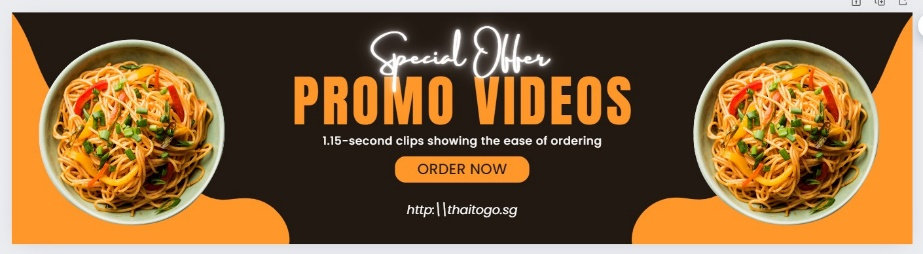 Special Offer
PROMO VIDEOS
1.15-second clips showing the ease of ordering
ORDER NOW
http:\\thaitogo.sg